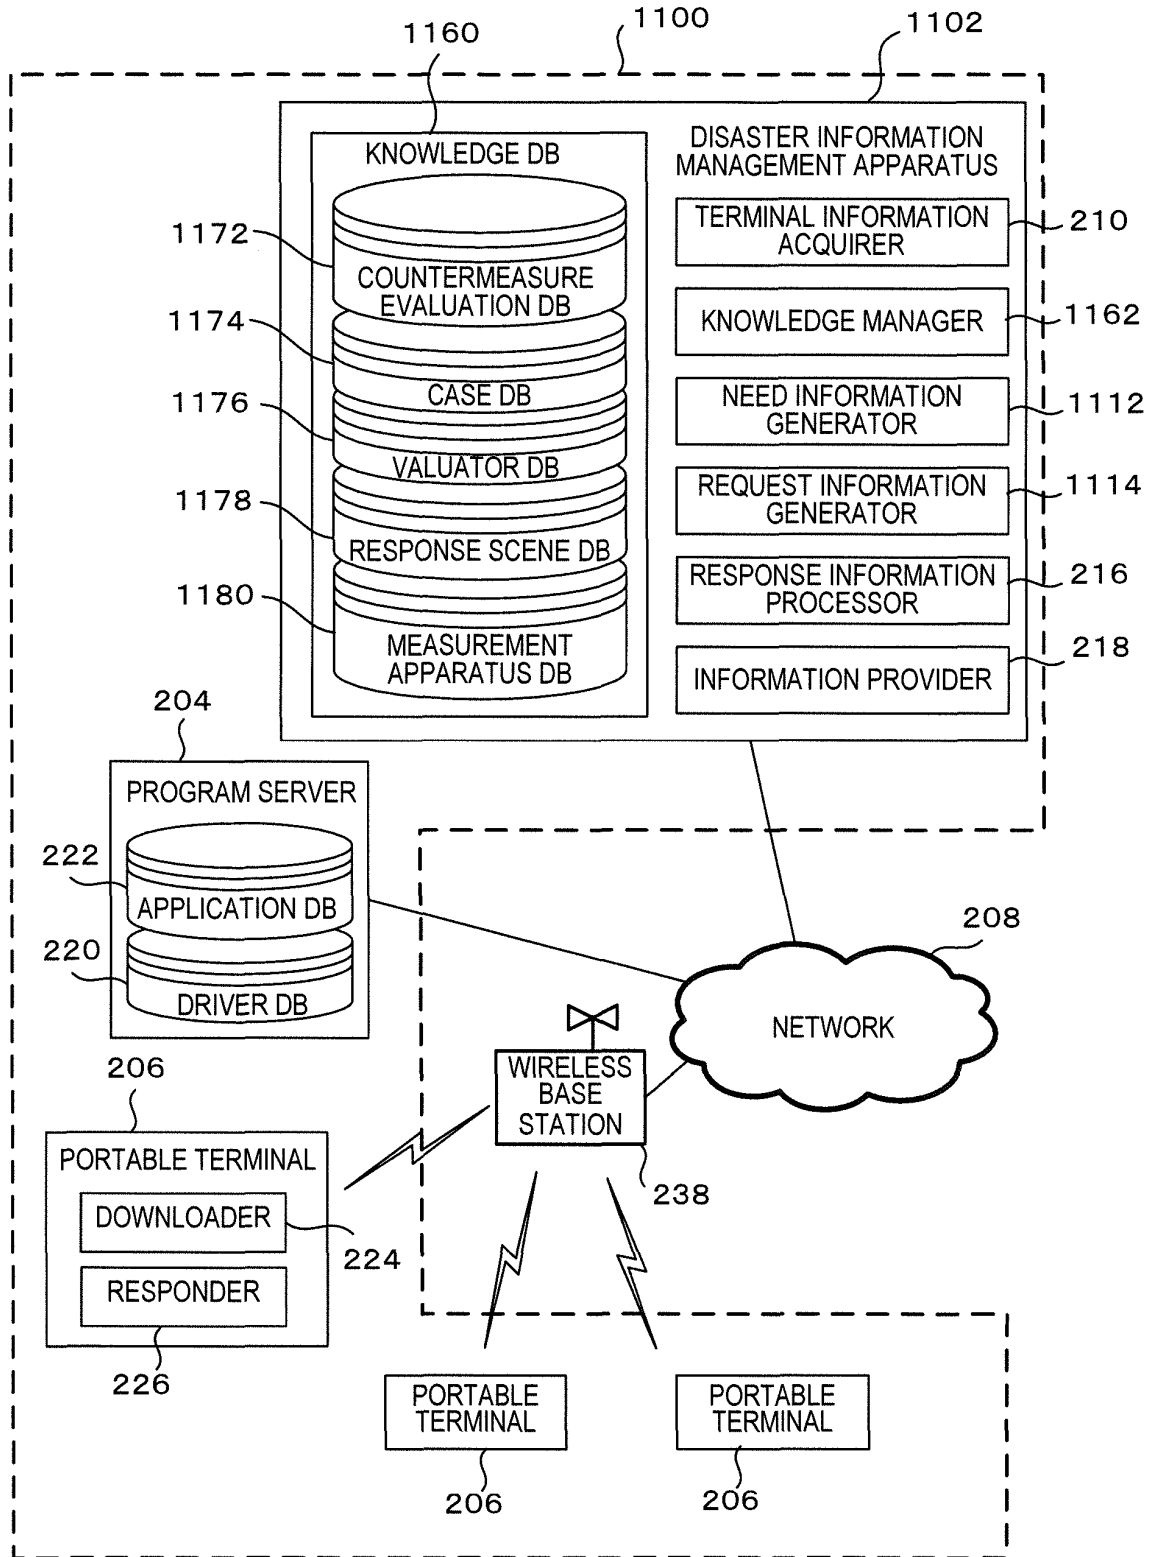 1100
1160
1102
KNOWLEDGE DB
DISASTER INFORMATION
MANAGEMENT APPARATUS
1172
COUNTERMEASURE
EVALUATION DB
1174
CASE DB
1176
VALUATOR DB
1178
RESPONSE SCENE DB
1180
MEASUREMENT
APPARATUS DB
TERMINAL INFORMATION
ACQUIRER
210
KNOWLEDGE MANAGER
1162
NEED INFORMATION
GENERATOR
1112
REQUEST INFORMATION
GENERATOR
1114
RESPONSE INFORMATION
PROCESSOR
216
INFORMATION PROVIDER
218
204
PROGRAM SERVER
222
APPLICATION DB
220
DRIVER DB
208
NETWORK
WIRELESS
BASE
STATION
238
206
PORTABLE TERMINAL
DOWNLOADER
224
RESPONDER
226
PORTABLE
TERMINAL
206
PORTABLE
TERMINAL
206